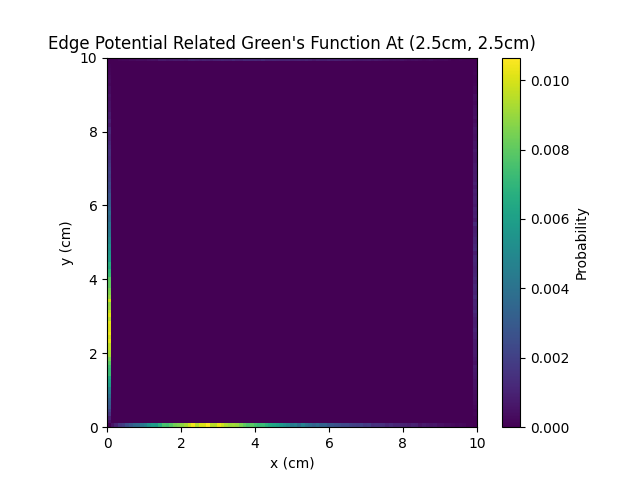 Edge Potential Related Green's Function At (2.5cm, 2.5cm)
10
8
6
4
2
0
y (cm)
0 2 4 6 8 10
x (cm)
0.010
0.008
0.006
0.004
0.002
0.000
Probability